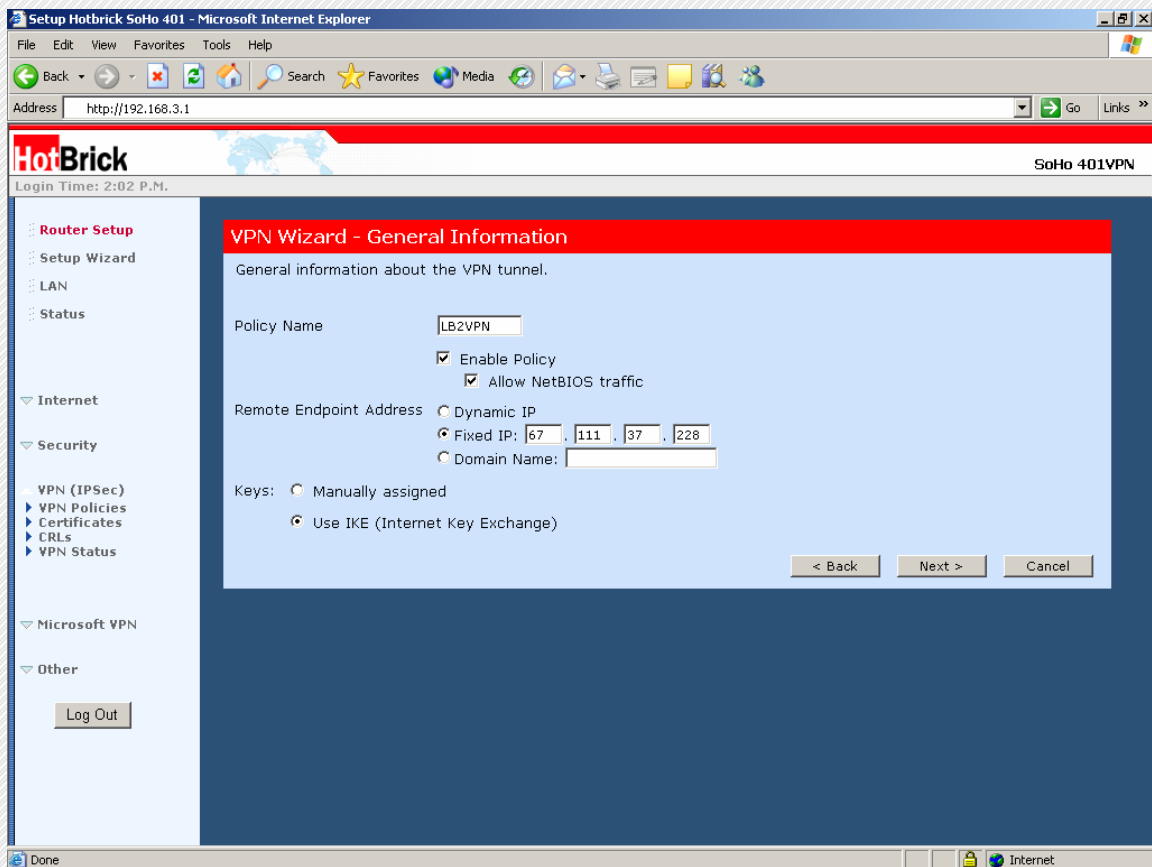 Setup Hotbrick SoHo 401 - Microsoft Internet Explorer
File Edit View Favorites Tools Help
Back Search Favorites Media
Address http://192.168.3.1 Go Links »
HotBrick
SoHo 401VPN
Login Time: 2:02 P.M.
Router Setup
Setup Wizard
LAN
Status
Internet
Security
VPN (IPSec)
VPN Policies
Certificates
CRLs
VPN Status
Microsoft VPN
Other
Log Out
VPN Wizard - General Information
General information about the VPN tunnel.
Policy Name LB2VPN
Enable Policy
Allow NetBIOS traffic
Remote Endpoint Address Dynamic IP
Fixed IP: 67 . 111 . 37 . 228
Domain Name:
Keys: Manually assigned
Use IKE (Internet Key Exchange)
< Back Next > Cancel
Done Internet